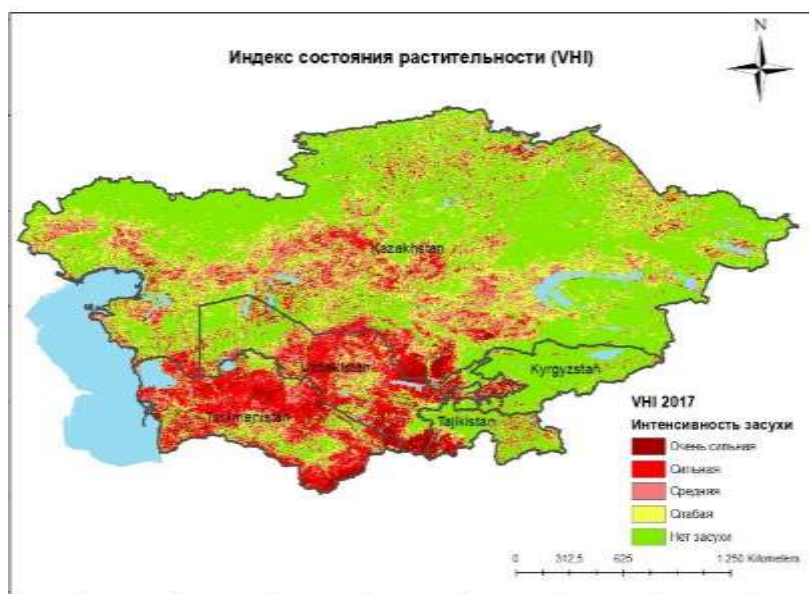 N
Индекс состояния растительности (VHI)
Kazakhstan
Uzbekistan
Kyrgyzstan
Turkmenistan
Tajikistan
VHI 2017
Интенсивность засухи
Очень сильная
Сильная
Средняя
Слабая
Нет засухи
0 312,5 625 1 250 Kilometers